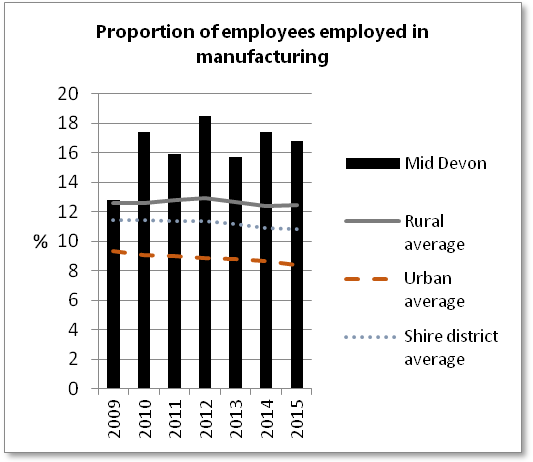 Proportion of employees employed in
manufacturing
20
18
16
14
12
10
8
6
4
2
0
%
2009
2010
2011
2012
2013
2014
2015
Mid Devon
Rural
average
Urban
average
Shire district
average